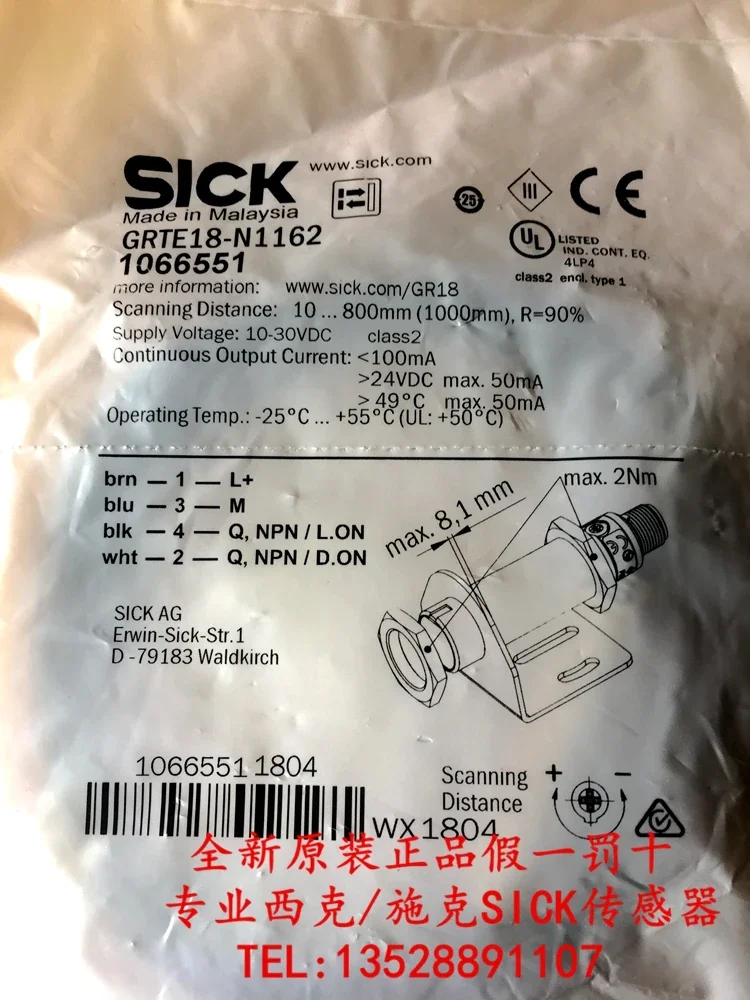 SICK www.sick.com
Made in Malaysia
GRTE18-N1162
1066551
25
III
CE
UL LISTED
IND. CONT. EQ.
4LP4
class2 encl. type 1
more information: www.sick.com/GR18
Scanning Distance: 10 ... 800mm (1000mm), R=90%
Supply Voltage: 10-30VDC class2
Continuous Output Current: <100mA
>24VDC max. 50mA
> 49°C max. 50mA
Operating Temp.: -25°C ... +55°C (UL: +50°C)
brn — 1 — L+
blu — 3 — M
blk — 4 — Q, NPN / L.ON
wht — 2 — Q, NPN / D.ON
max. 8,1 mm
max. 2Nm
SICK AG
Erwin-Sick-Str.1
D -79183 Waldkirch
1066551 1804
WX1804
Scanning
Distance
+ −
全新原装正品假一罚十
专业西克/施克SICK传感器
TEL:13528891107